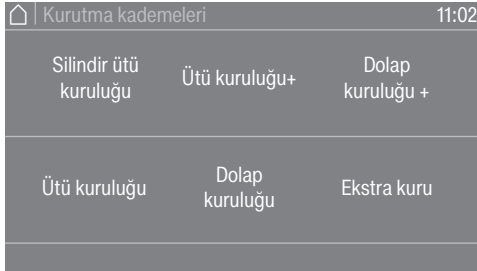 Kurutma kademeleri 11:02
Silindir ütü
kuruluğu
Ütü kuruluğu+
Dolap
kuruluğu +
Ütü kuruluğu
Dolap
kuruluğu
Ekstra kuru